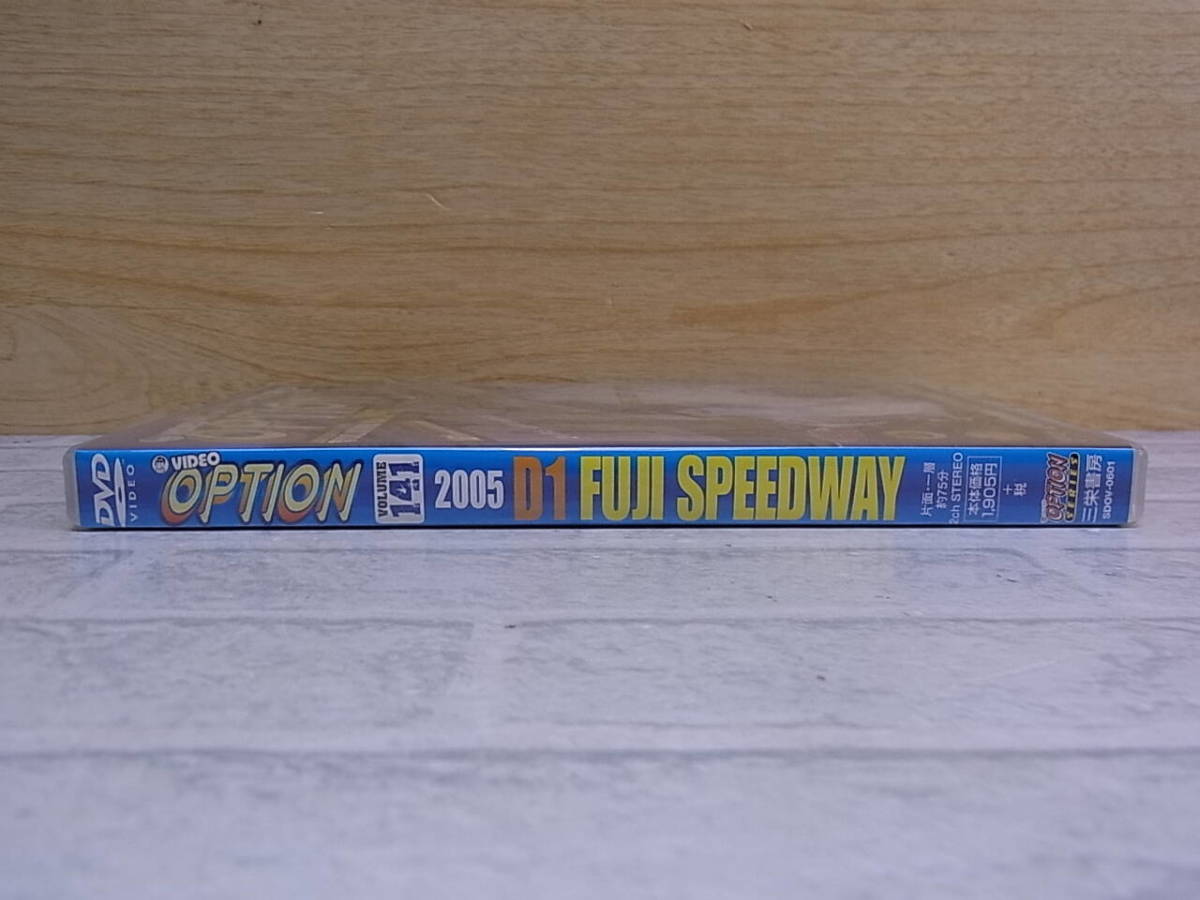 DVD
VIDEO
VIDEO
OPTION
VOLUME
141
2005 D1 FUJI SPEEDWAY
片面・一層
約75分
2ch STEREO
本体価格
1,905円
+
税
OPTION
SERIES
三栄書房
SDOV-0601